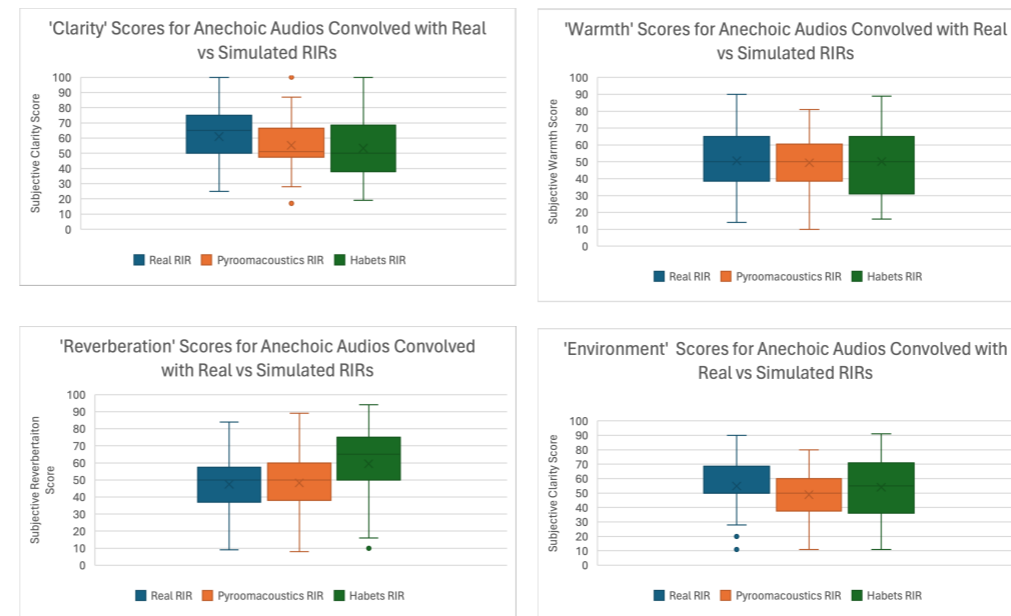 'Clarity' Scores for Anechoic Audios Convolved with Real
vs Simulated RIRs
Subjective Clarity Score
100
90
80
70
60
50
40
30
20
10
0
Real RIR Pyroomacoustics RIR Habets RIR
'Warmth' Scores for Anechoic Audios Convolved with Real
vs Simulated RIRs
Subjective Warmth Score
100
90
80
70
60
50
40
30
20
10
0
Real RIR Pyroomacoustics RIR Habets RIR
'Reverberation' Scores for Anechoic Audios Convolved
with Real vs Simulated RIRs
Subjective Reverbertaiton
Score
100
90
80
70
60
50
40
30
20
10
0
Real RIR Pyroomacoustics RIR Habets RIR
'Environment' Scores for Anechoic Audios Convolved with
Real vs Simulated RIRs
Subjective Clarity Score
100
90
80
70
60
50
40
30
20
10
0
Real RIR Pyroomacoustics RIR Habets RIR